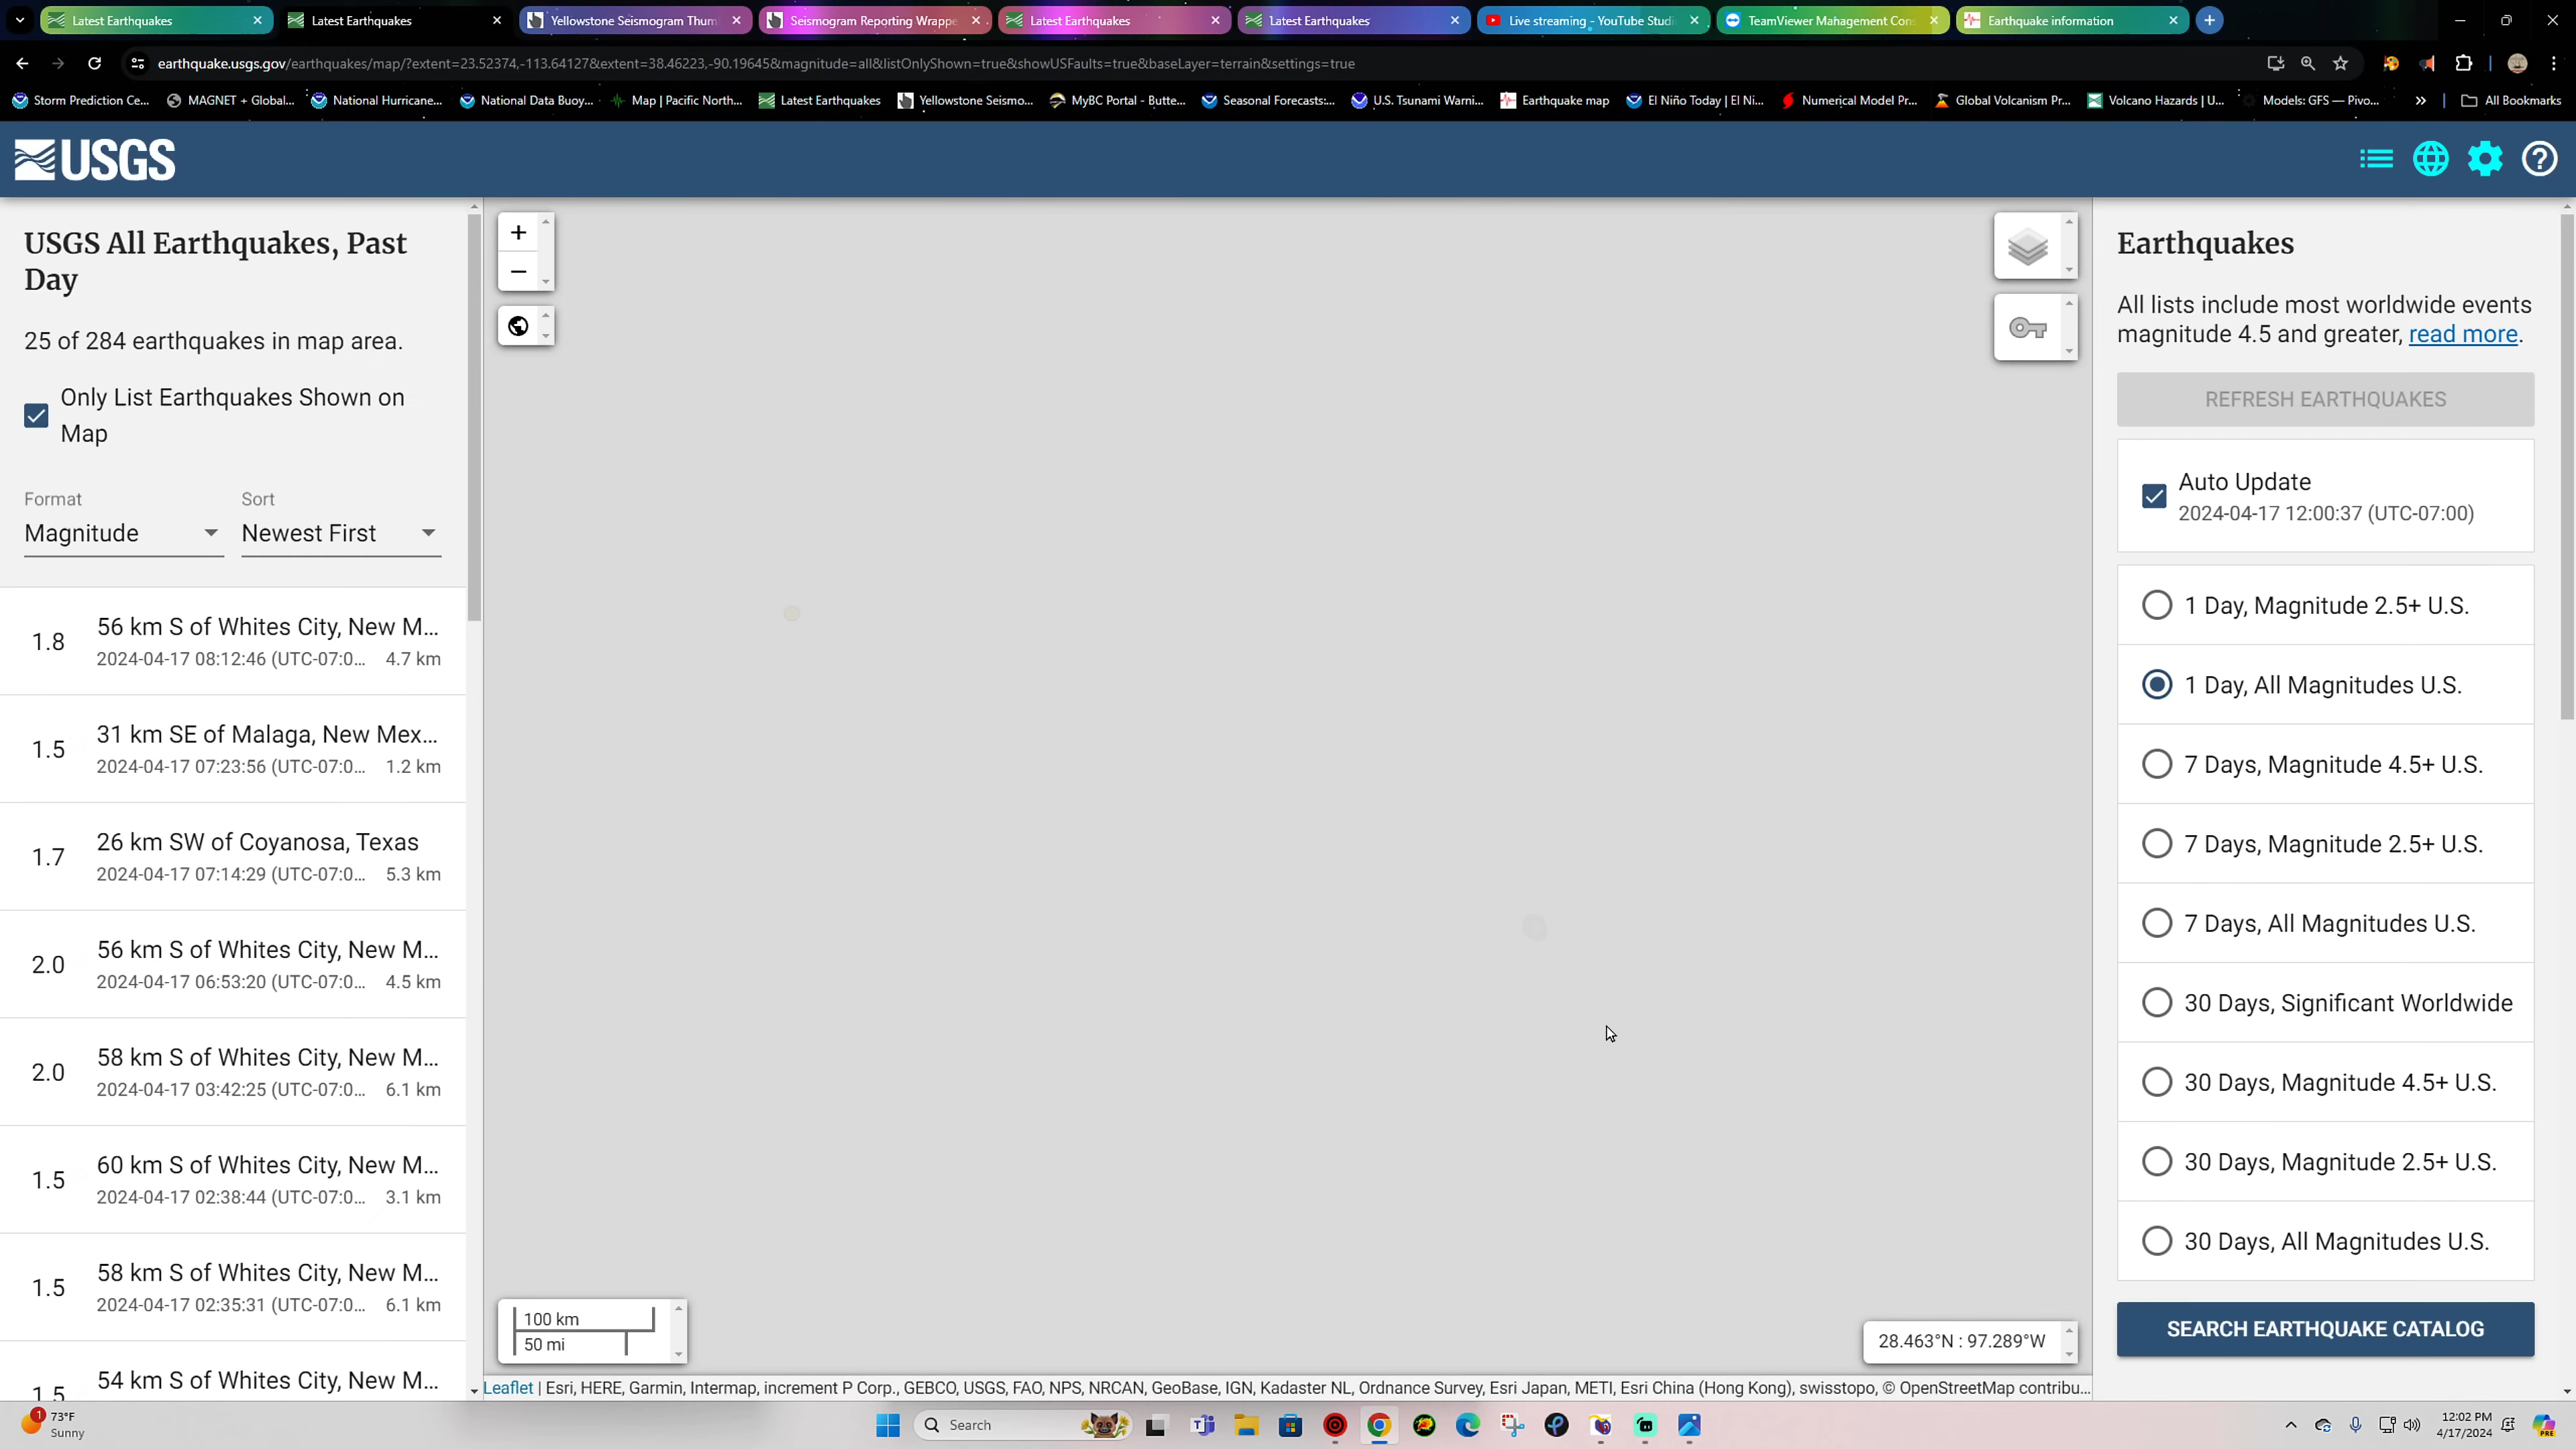 Latest Earthquakes
Latest Earthquakes
Yellowstone Seismogram Thum
Seismogram Reporting Wrappe
Latest Earthquakes
Latest Earthquakes
Live streaming - YouTube Studi
TeamViewer Management Con
Earthquake information
earthquake.usgs.gov/earthquakes/map/?extent=23.52374,-113.64127&extent=38.46223,-90.19645&magnitude=all&listOnlyShown=true&showUSFaults=true&baseLayer=terrain&settings=true
Storm Prediction Ce...
MAGNET + Global...
National Hurricane...
National Data Buoy...
Map | Pacific North...
Latest Earthquakes
Yellowstone Seismo...
MyBC Portal - Butte...
Seasonal Forecasts:...
U.S. Tsunami Warni...
Earthquake map
El Niño Today | El Ni...
Numerical Model Pr...
Global Volcanism Pr...
Volcano Hazards | U...
Models: GFS — Pivo...
All Bookmarks
USGS
USGS All Earthquakes, Past
Day
25 of 284 earthquakes in map area.
Only List Earthquakes Shown on
Map
Format
Sort
Magnitude
Newest First
1.8
56 km S of Whites City, New M...
2024-04-17 08:12:46 (UTC-07:0... 4.7 km
1.5
31 km SE of Malaga, New Mex...
2024-04-17 07:23:56 (UTC-07:0... 1.2 km
1.7
26 km SW of Coyanosa, Texas
2024-04-17 07:14:29 (UTC-07:0... 5.3 km
2.0
56 km S of Whites City, New M...
2024-04-17 06:53:20 (UTC-07:0... 4.5 km
2.0
58 km S of Whites City, New M...
2024-04-17 03:42:25 (UTC-07:0... 6.1 km
1.5
60 km S of Whites City, New M...
2024-04-17 02:38:44 (UTC-07:0... 3.1 km
1.5
58 km S of Whites City, New M...
2024-04-17 02:35:31 (UTC-07:0... 6.1 km
1.5
54 km S of Whites City, New M...
+
−
100 km
50 mi
28.463°N : 97.289°W
Leaflet | Esri, HERE, Garmin, Intermap, increment P Corp., GEBCO, USGS, FAO, NPS, NRCAN, GeoBase, IGN, Kadaster NL, Ordnance Survey, Esri Japan, METI, Esri China (Hong Kong), swisstopo, © OpenStreetMap contribu...
Earthquakes
All lists include most worldwide events
magnitude 4.5 and greater, read more.
REFRESH EARTHQUAKES
Auto Update
2024-04-17 12:00:37 (UTC-07:00)
1 Day, Magnitude 2.5+ U.S.
1 Day, All Magnitudes U.S.
7 Days, Magnitude 4.5+ U.S.
7 Days, Magnitude 2.5+ U.S.
7 Days, All Magnitudes U.S.
30 Days, Significant Worldwide
30 Days, Magnitude 4.5+ U.S.
30 Days, Magnitude 2.5+ U.S.
30 Days, All Magnitudes U.S.
SEARCH EARTHQUAKE CATALOG
1
73°F
Sunny
Search
12:02 PM
4/17/2024
PRE